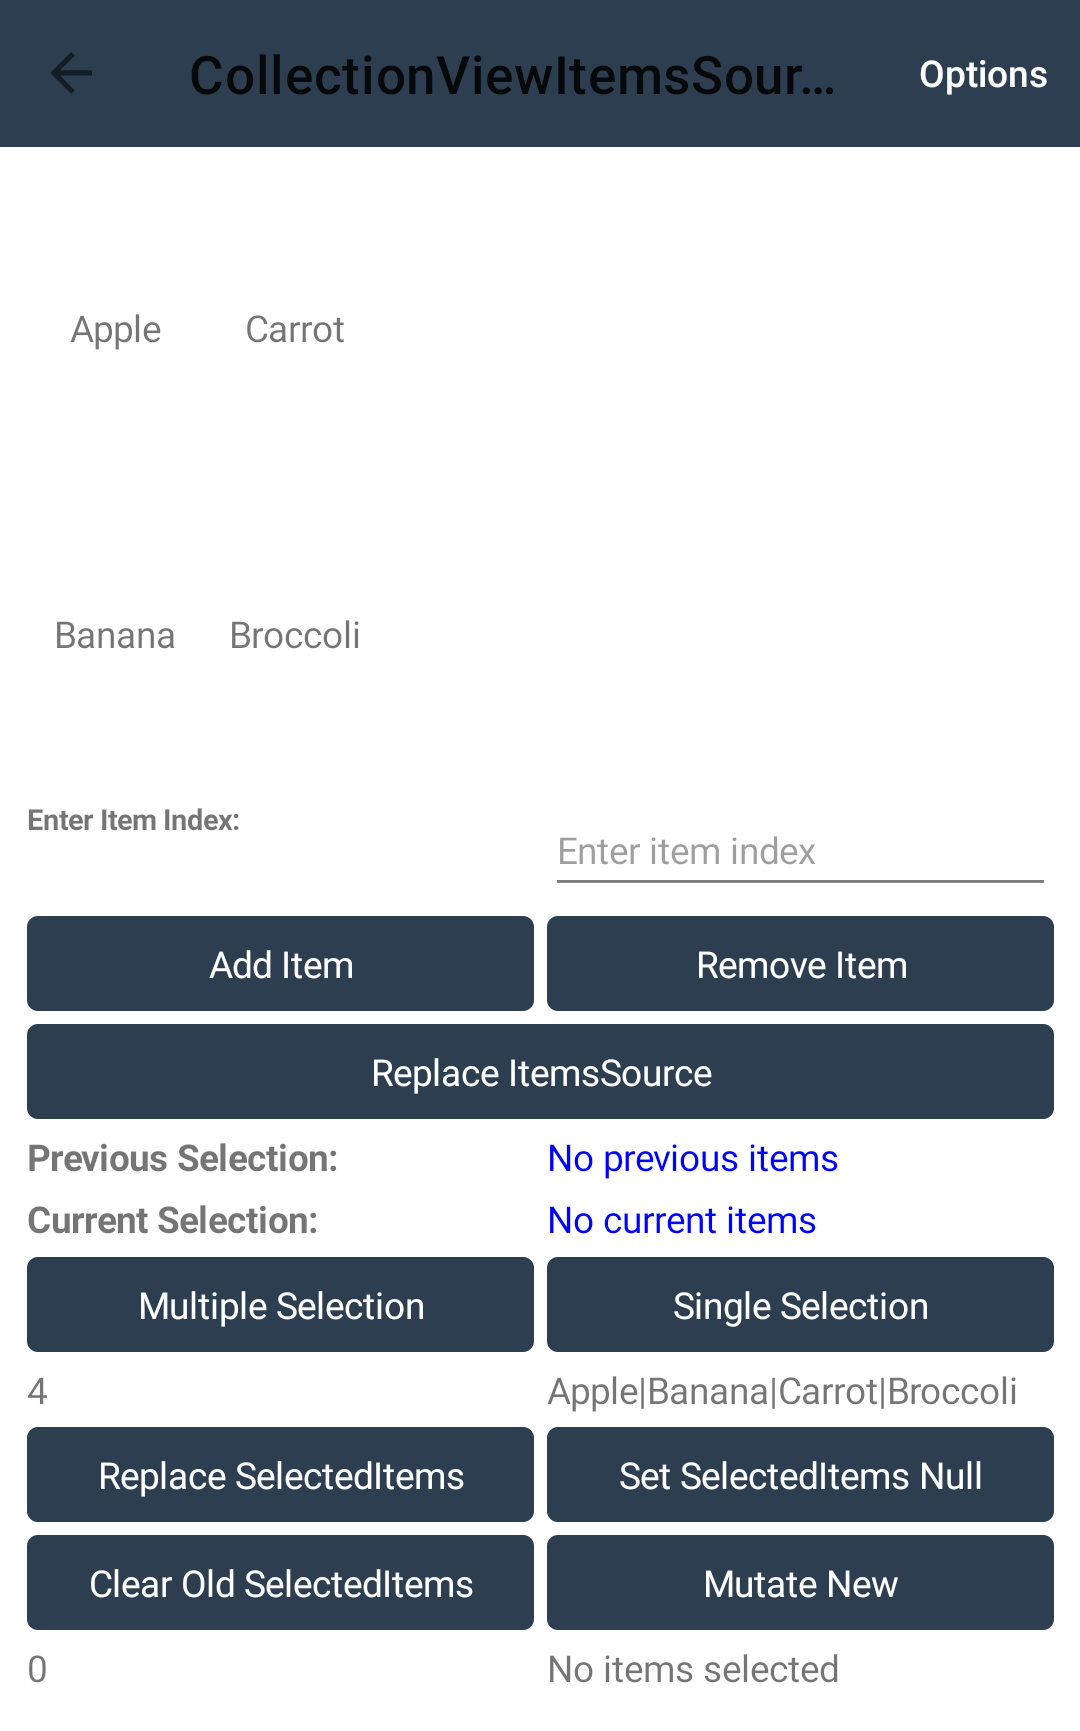 CollectionViewItemsSour...
Options
Apple
Carrot
Banana
Broccoli
Enter Item Index:
Enter item index
Add Item
Remove Item
Replace ItemsSource
Previous Selection:
No previous items
Current Selection:
No current items
Multiple Selection
Single Selection
4
Apple|Banana|Carrot|Broccoli
Replace SelectedItems
Set SelectedItems Null
Clear Old SelectedItems
Mutate New
0
No items selected